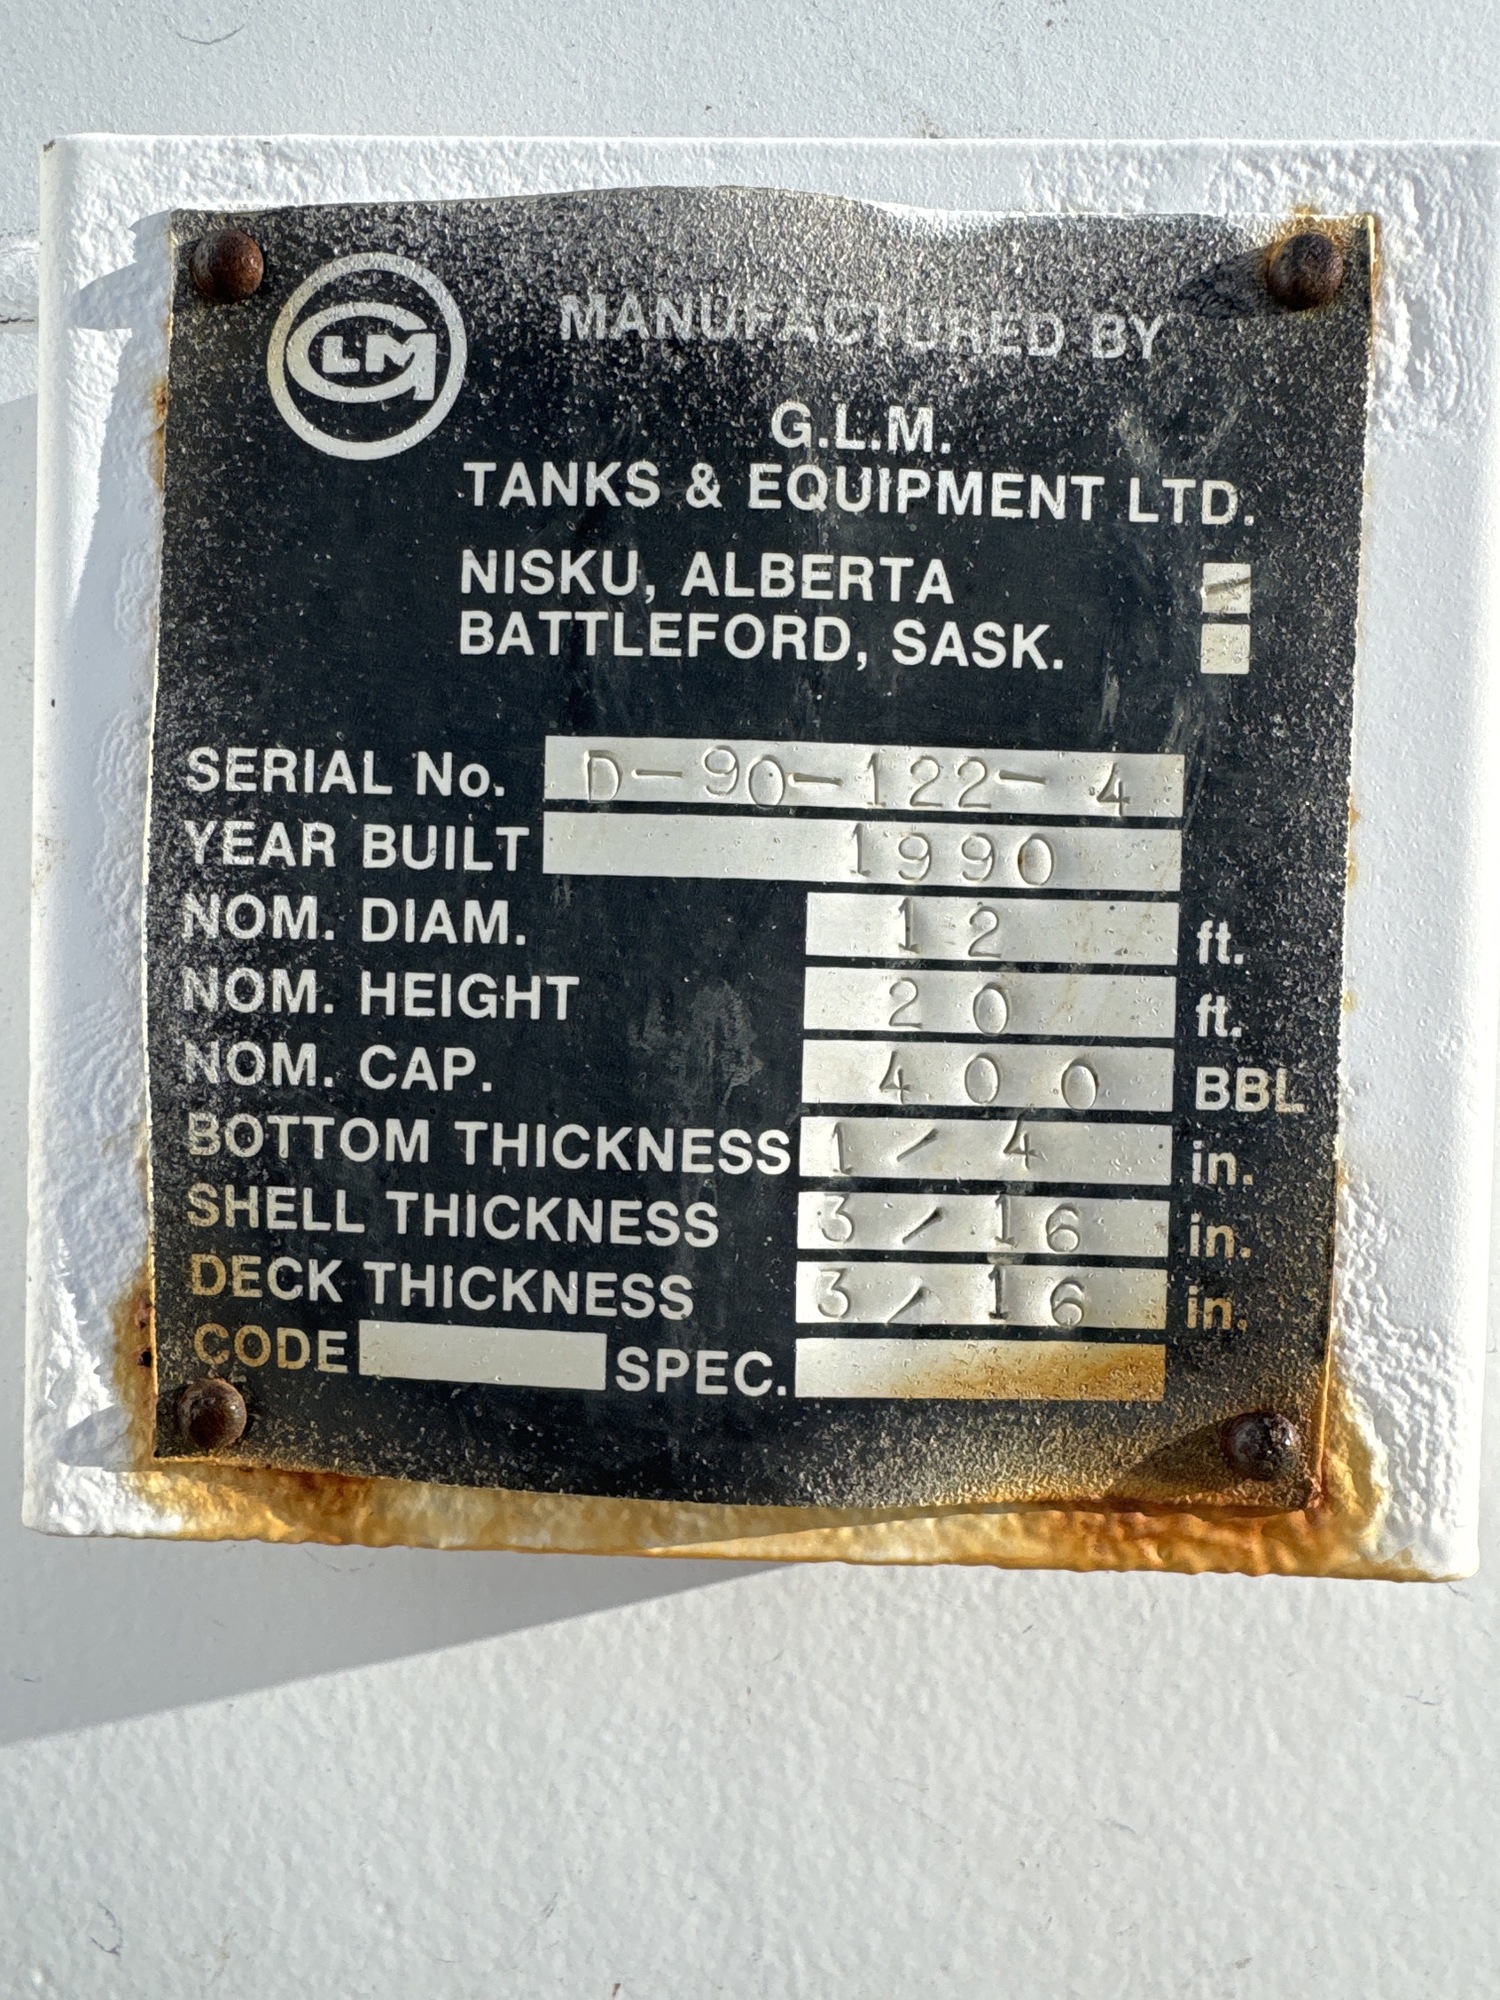 GLM
MANUFACTURED BY
G.L.M.
TANKS & EQUIPMENT LTD.
NISKU, ALBERTA
BATTLEFORD, SASK.
SERIAL No. D-90-122-4
YEAR BUILT 1990
NOM. DIAM. 12 ft.
NOM. HEIGHT 20 ft.
NOM. CAP. 400 BBL
BOTTOM THICKNESS 1/4 in.
SHELL THICKNESS 3/16 in.
DECK THICKNESS 3/16 in.
CODE SPEC.